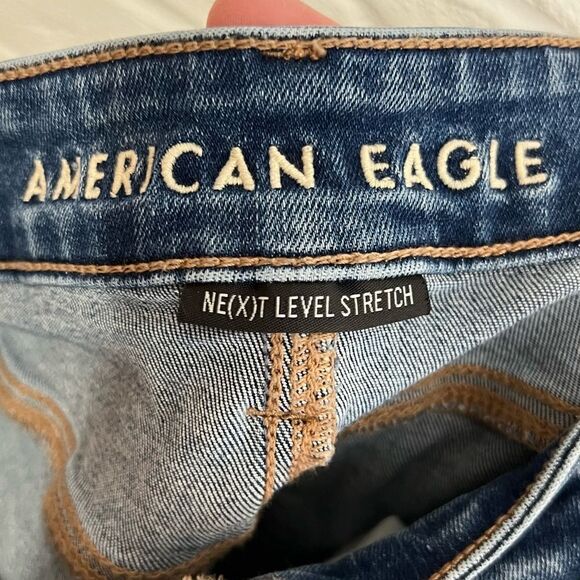 AMERICAN EAGLE
NE(X)T LEVEL STRETCH